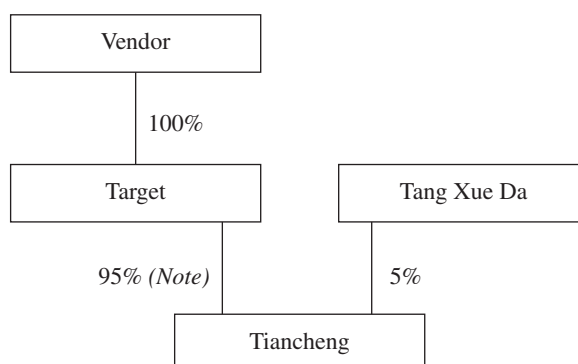 Vendor
100%
Target
Tang Xue Da
95% (Note)
5%
Tiancheng